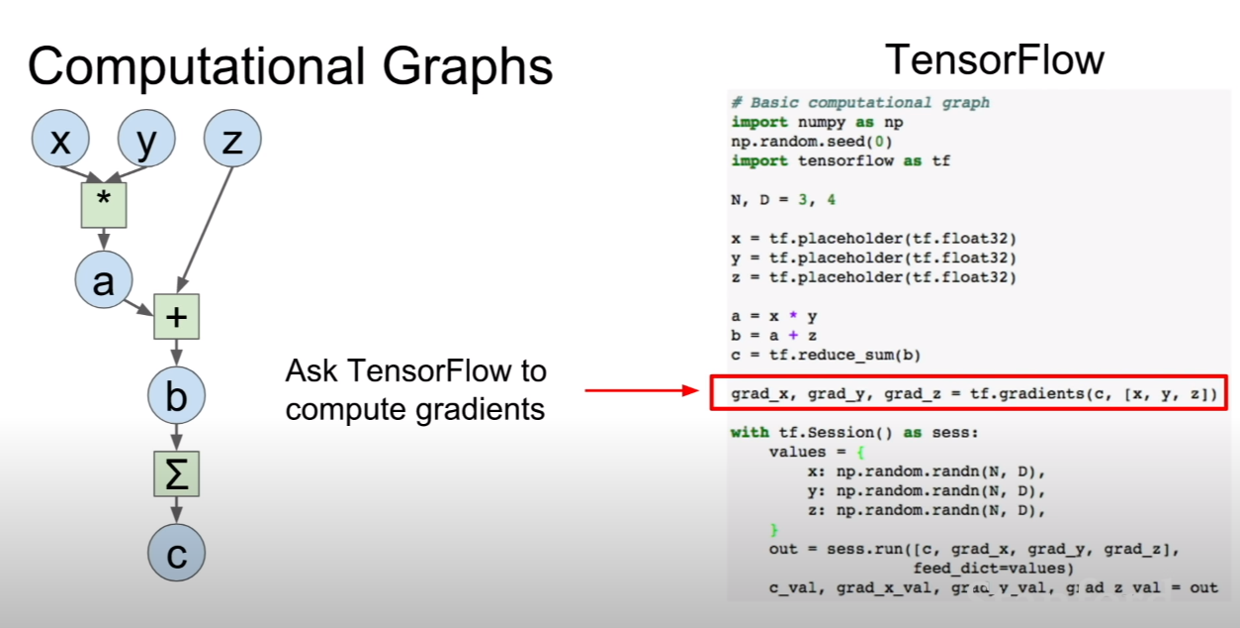 Computational Graphs
x y z
*
a
+
b
Σ
c
Ask TensorFlow to
compute gradients
TensorFlow
# Basic computational graph
import numpy as np
np.random.seed(0)
import tensorflow as tf
N, D = 3, 4
x = tf.placeholder(tf.float32)
y = tf.placeholder(tf.float32)
z = tf.placeholder(tf.float32)
a = x * y
b = a + z
c = tf.reduce_sum(b)
grad_x, grad_y, grad_z = tf.gradients(c, [x, y, z])
with tf.Session() as sess:
values = {
x: np.random.randn(N, D),
y: np.random.randn(N, D),
z: np.random.randn(N, D),
}
out = sess.run([c, grad_x, grad_y, grad_z],
feed_dict=values)
c_val, grad_x_val, grad_y_val, grad_z_val = out